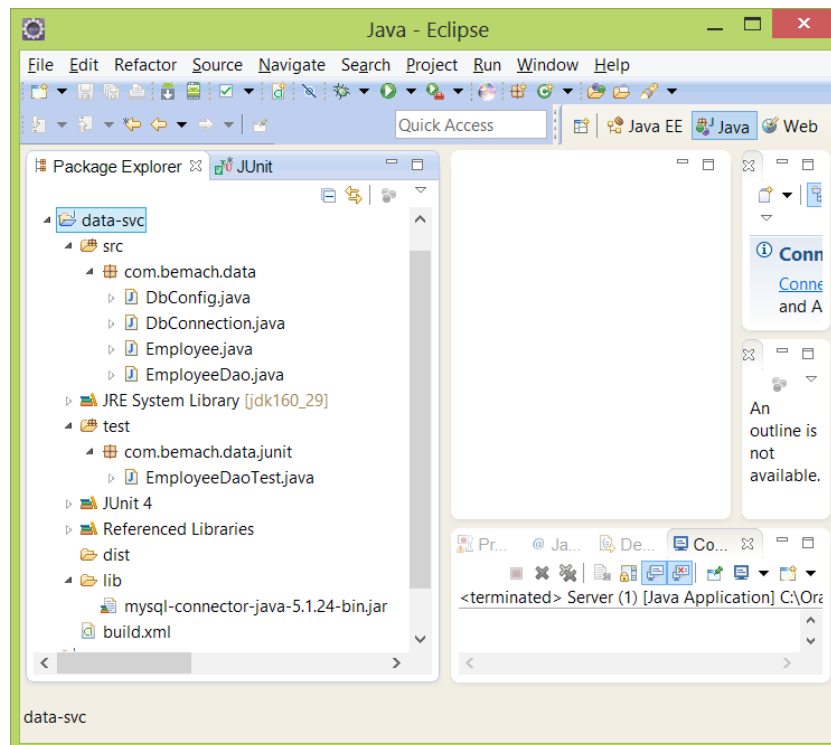 Java - Eclipse
File Edit Refactor Source Navigate Search Project Run Window Help
Quick Access
Java EE
Java
Web
Package Explorer
JUnit
data-svc
src
com.bemach.data
DbConfig.java
DbConnection.java
Employee.java
EmployeeDao.java
JRE System Library [jdk160_29]
test
com.bemach.data.junit
EmployeeDaoTest.java
JUnit 4
Referenced Libraries
dist
lib
mysql-connector-java-5.1.24-bin.jar
build.xml
Conn
Conne
and A
An
outline is
not
available.
Pr...
@ Ja...
De...
Co...
<terminated> Server (1) [Java Application] C:\Ora
data-svc